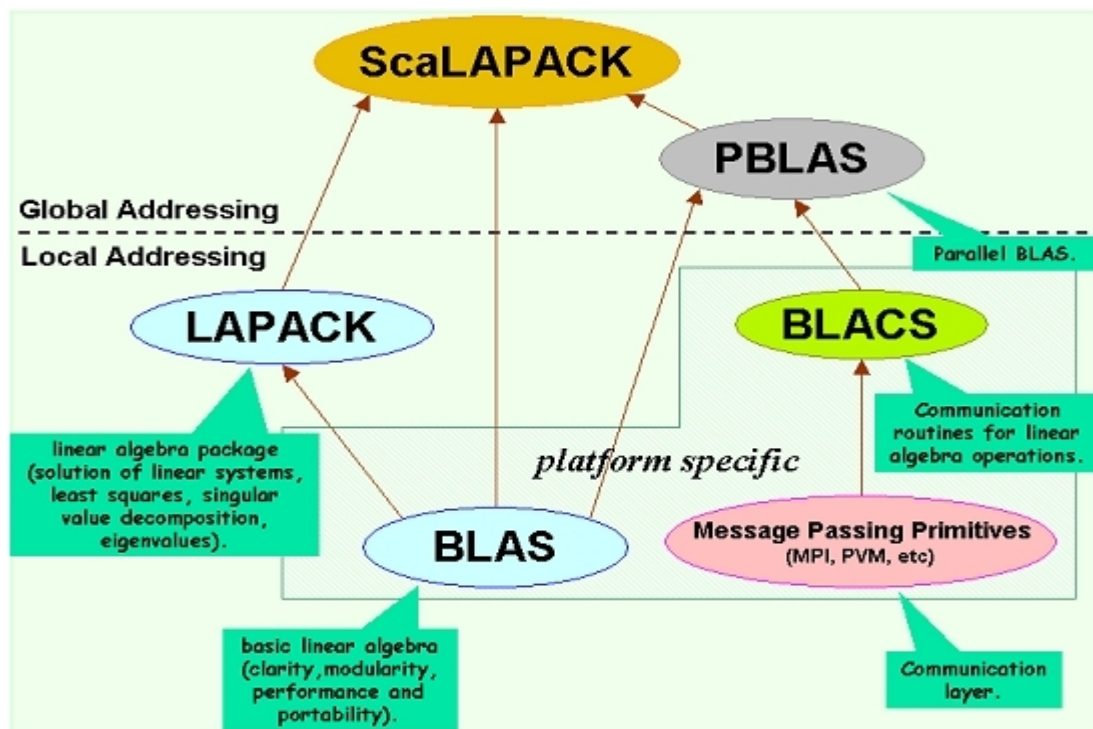 ScaLAPACK
PBLAS
Global Addressing
Local Addressing
Parallel BLAS.
LAPACK
BLACS
linear algebra package
(solution of linear systems,
least squares, singular
value decomposition,
eigenvalues).
Communication
routines for linear
algebra operations.
platform specific
BLAS
Message Passing Primitives
(MPI, PVM, etc)
basic linear algebra
(clarity,modularity,
performance and
portability).
Communication
layer.